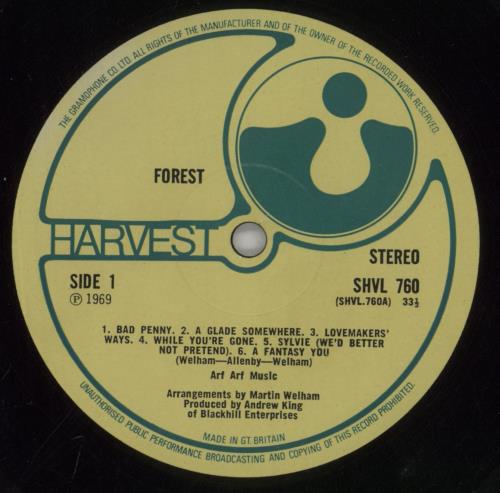 THE GRAMOPHONE CO LTD. ALL RIGHTS OF THE MANUFACTURER AND OF THE OWNER OF THE RECORDED WORK RESERVED.
FOREST
HARVEST
STEREO
SIDE 1
SHVL 760
℗ 1969
(SHVL.760A) 33⅓
1. BAD PENNY. 2. A GLADE SOMEWHERE. 3. LOVEMAKERS'
WAYS. 4. WHILE YOU'RE GONE. 5. SYLVIE (WE'D BETTER
NOT PRETEND). 6. A FANTASY YOU
(Welham—Allenby—Welham)
Arf Arf Music
Arrangements by Martin Welham
Produced by Andrew King
of Blackhill Enterprises
MADE IN GT. BRITAIN
UNAUTHORISED PUBLIC PERFORMANCE BROADCASTING AND COPYING OF THIS RECORD PROHIBITED.